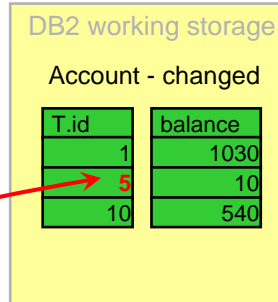 DB2 working storage
Account - changed
T.id balance
1 1030
5 10
10 540